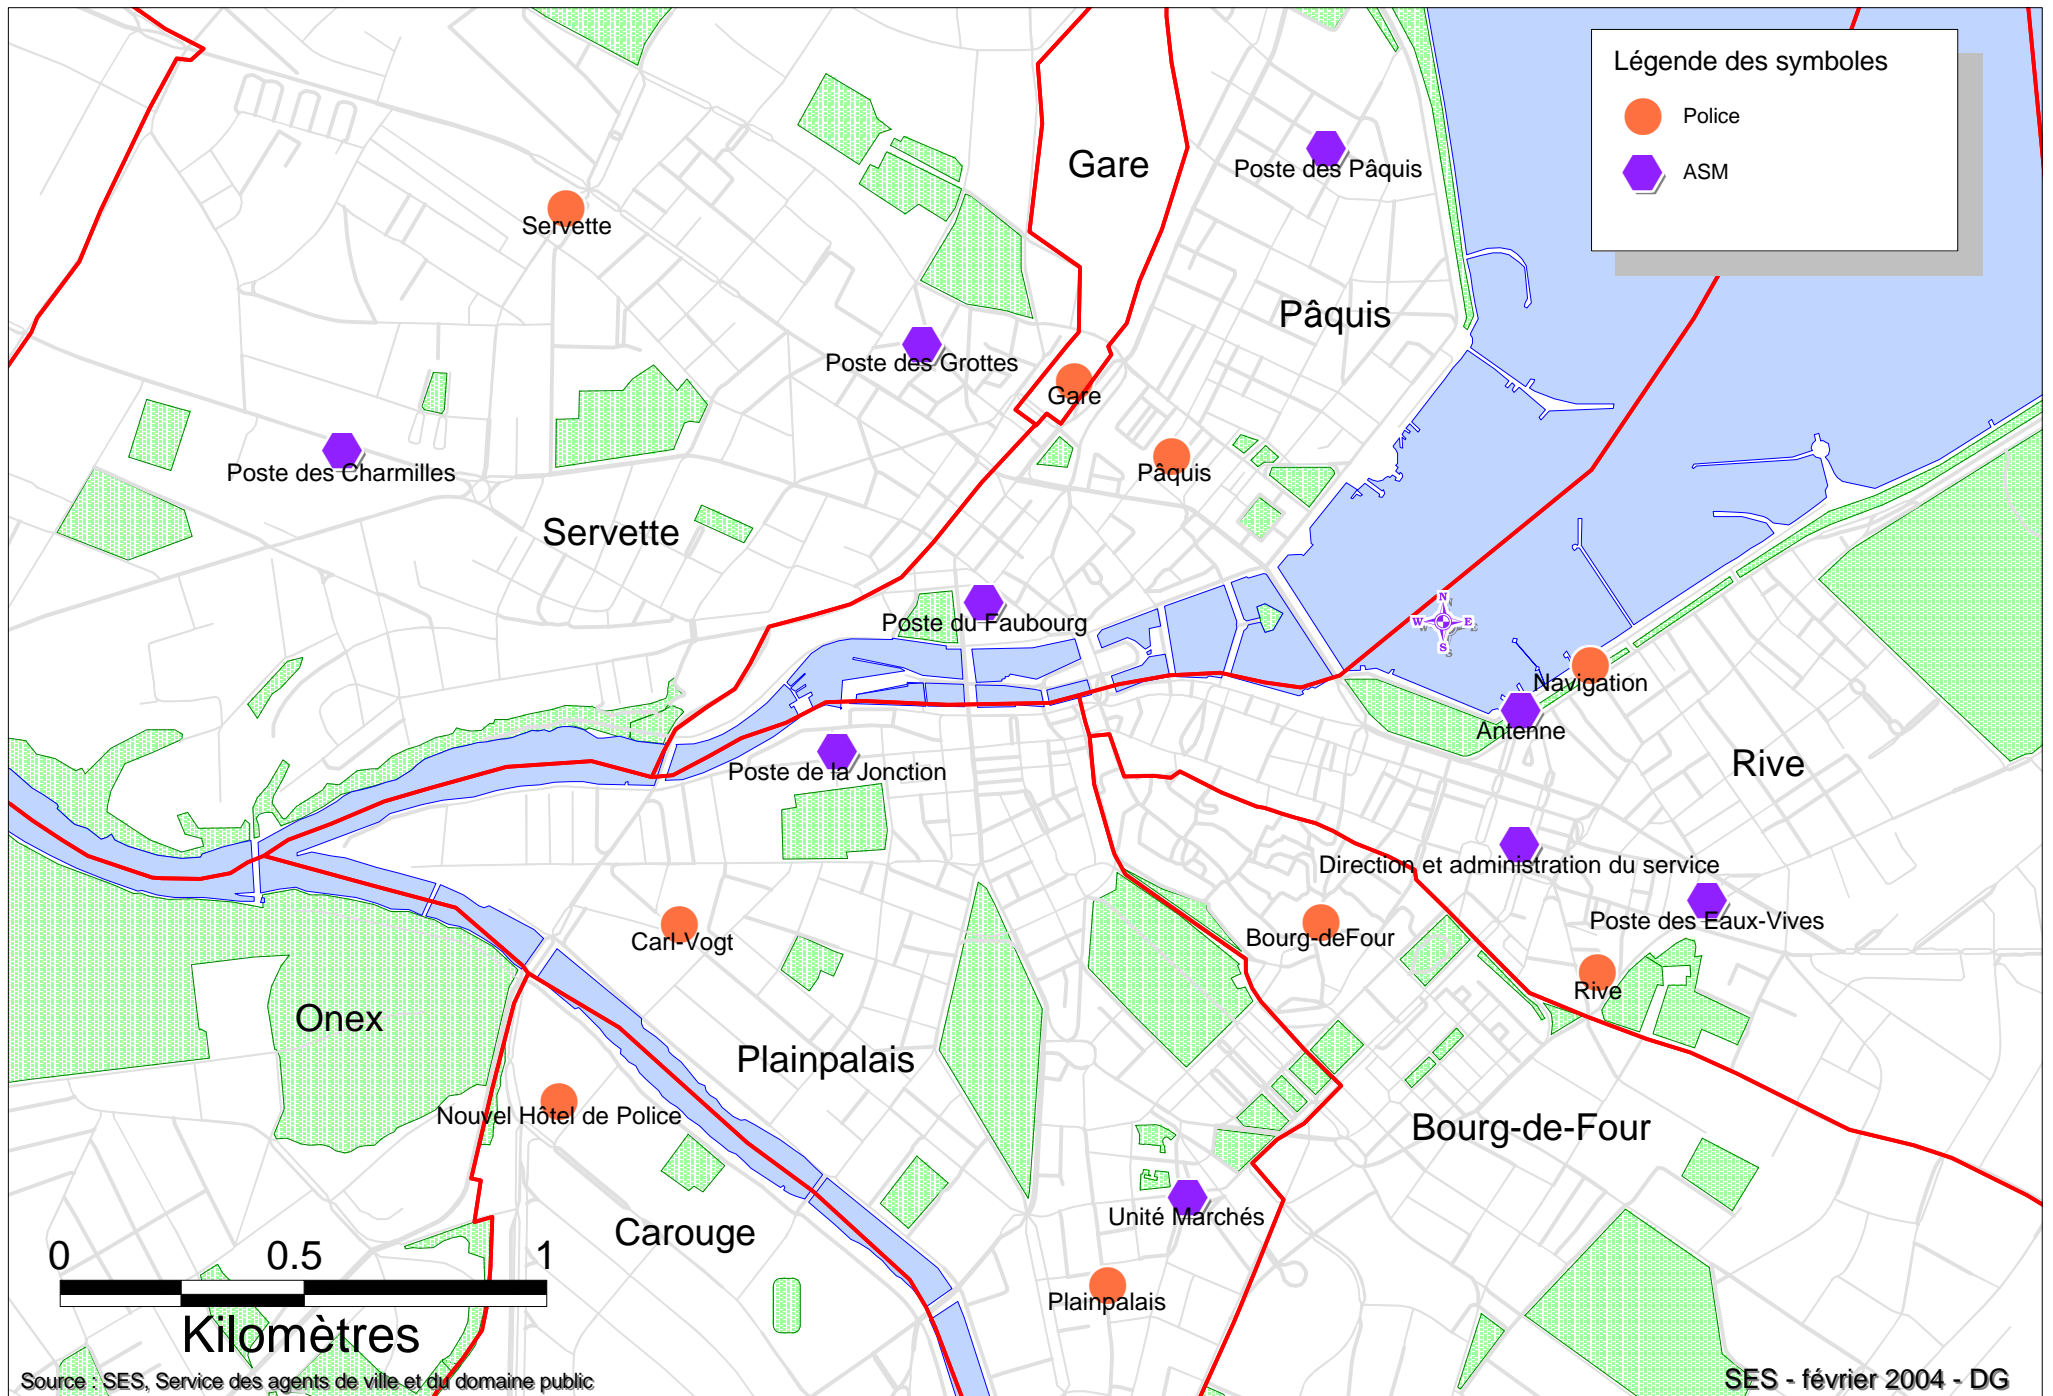 Légende des symboles
Police
ASM
Gare
Poste des Pâquis
Servette
Pâquis
Poste des Grottes
Gare
Pâquis
Poste des Charmilles
Servette
Poste du Faubourg
N
W E
S
Navigation
Antenne
Rive
Poste de la Jonction
Direction et administration du service
Poste des Eaux-Vives
Carl-Vogt
Bourg-deFour
Rive
Onex
Plainpalais
Nouvel Hôtel de Police
Bourg-de-Four
Unité Marchés
Carouge
0 0.5 1
Kilomètres
Plainpalais
Source : SES, Service des agents de ville et du domaine public
SES - février 2004 - DG